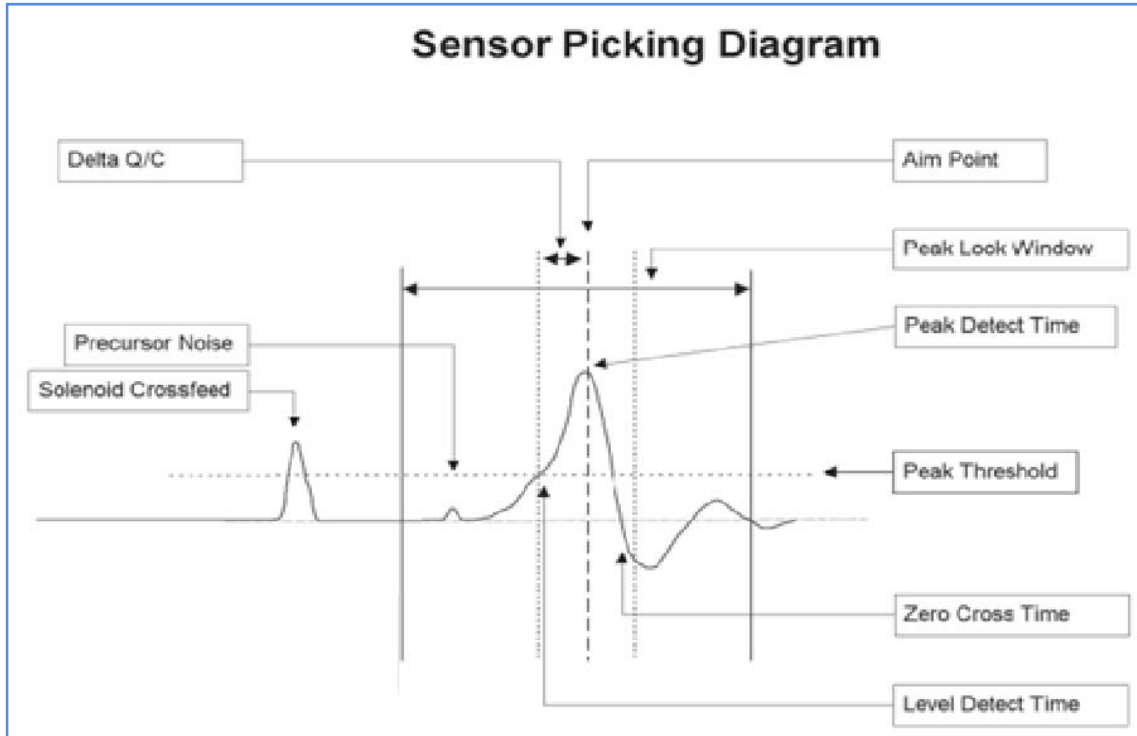 Sensor Picking Diagram
Delta Q/C
Aim Point
Peak Look Window
Peak Detect Time
Precursor Noise
Solenoid Crossfeed
Peak Threshold
Zero Cross Time
Level Detect Time